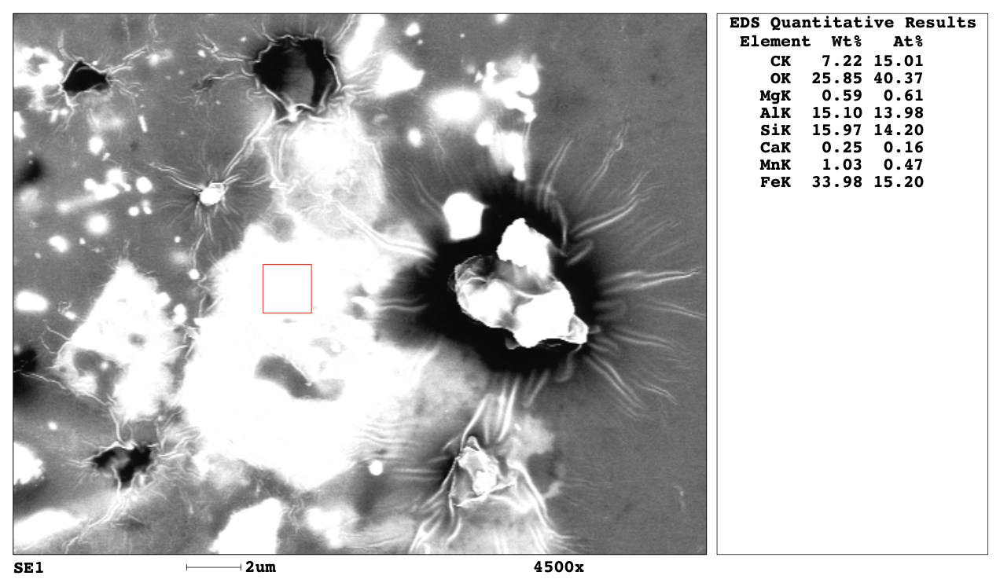 EDS Quantitative Results
Element Wt% At%
CK 7.22 15.01
OK 25.85 40.37
MgK 0.59 0.61
AlK 15.10 13.98
SiK 15.97 14.20
CaK 0.25 0.16
MnK 1.03 0.47
FeK 33.98 15.20
SE1 2um 4500x